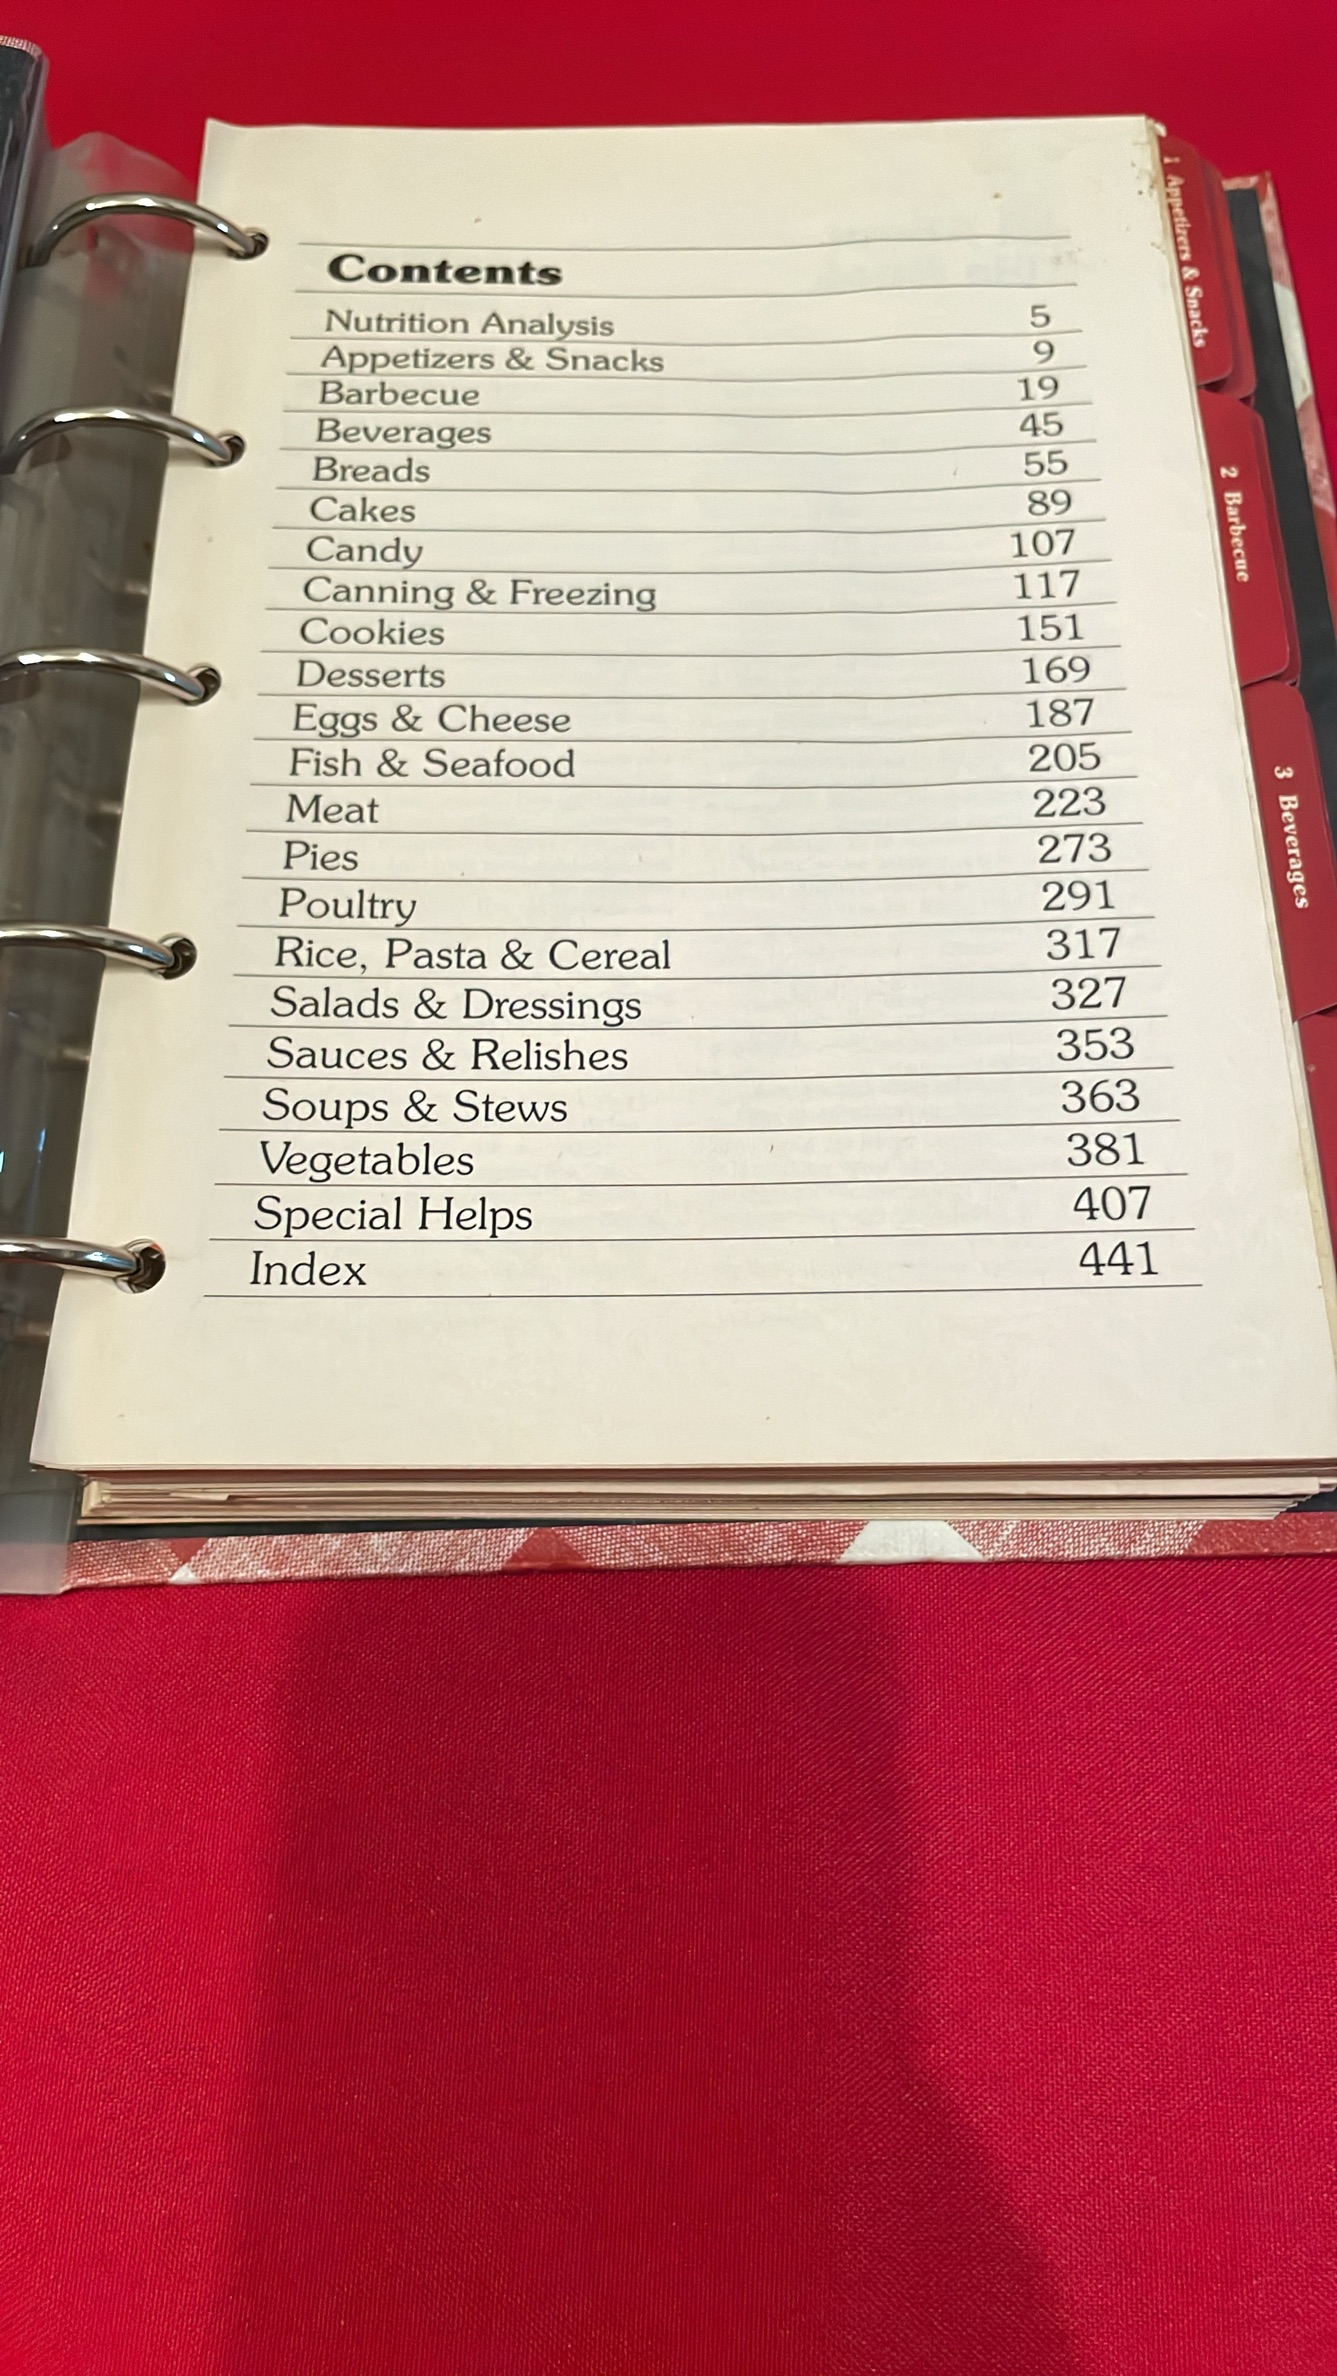 Contents
Nutrition Analysis 5
Appetizers & Snacks 9
Barbecue 19
Beverages 45
Breads 55
Cakes 89
Candy 107
Canning & Freezing 117
Cookies 151
Desserts 169
Eggs & Cheese 187
Fish & Seafood 205
Meat 223
Pies 273
Poultry 291
Rice, Pasta & Cereal 317
Salads & Dressings 327
Sauces & Relishes 353
Soups & Stews 363
Vegetables 381
Special Helps 407
Index 441
1 Appetizers & Snacks
2 Barbecue
3 Beverages